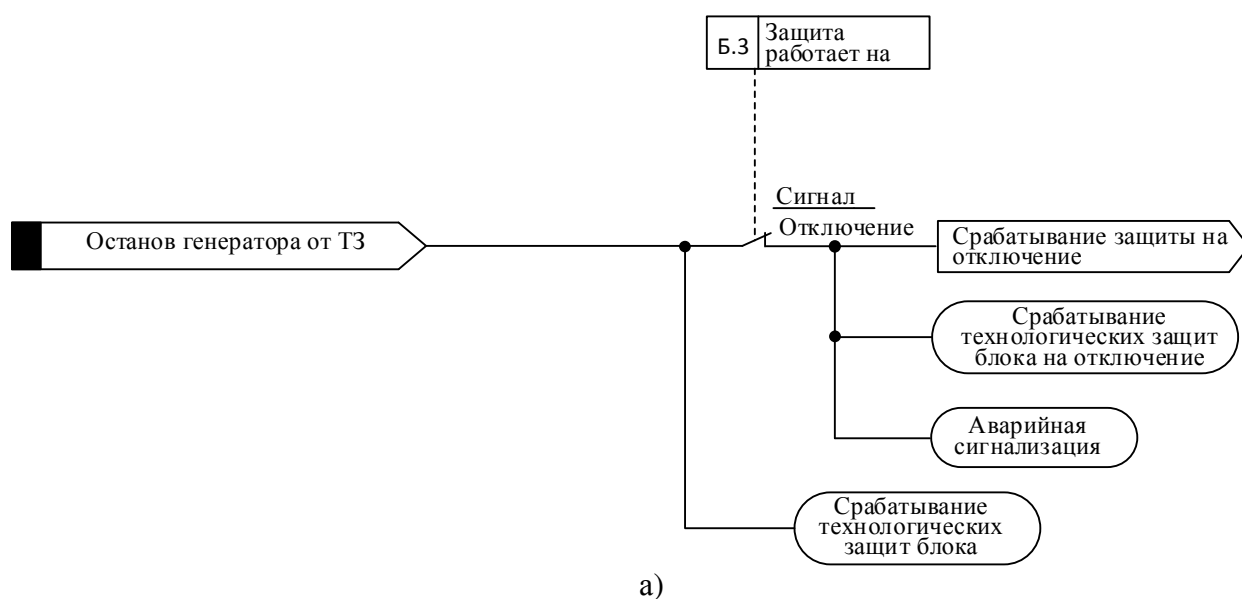 Б.3
Защита
работает на
Сигнал
Отключение
Останов генератора от ТЗ
Срабатывание защиты на
отключение
Срабатывание
технологических защит
блока на отключение
Аварийная
сигнализация
Срабатывание
технологических
защит блока
а)